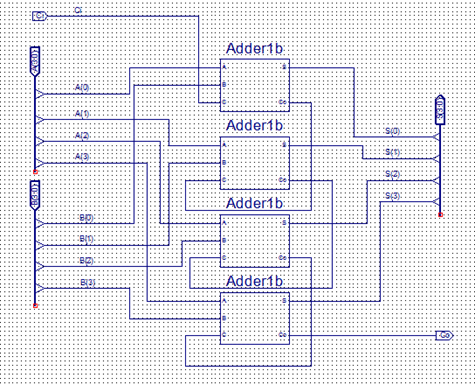 Ci
Ci
Adder1b
A(3:0)
A
S
A(0)
B
C
Co
A(1)
Adder1b
A
S
S(3:0)
A(2)
B
S(0)
A(3)
C
Co
S(1)
Adder1b
S(2)
B(3:0)
A
S
S(3)
B(0)
B
B(1)
C
Co
B(2)
Adder1b
B(3)
A
S
B
C
Co
Co